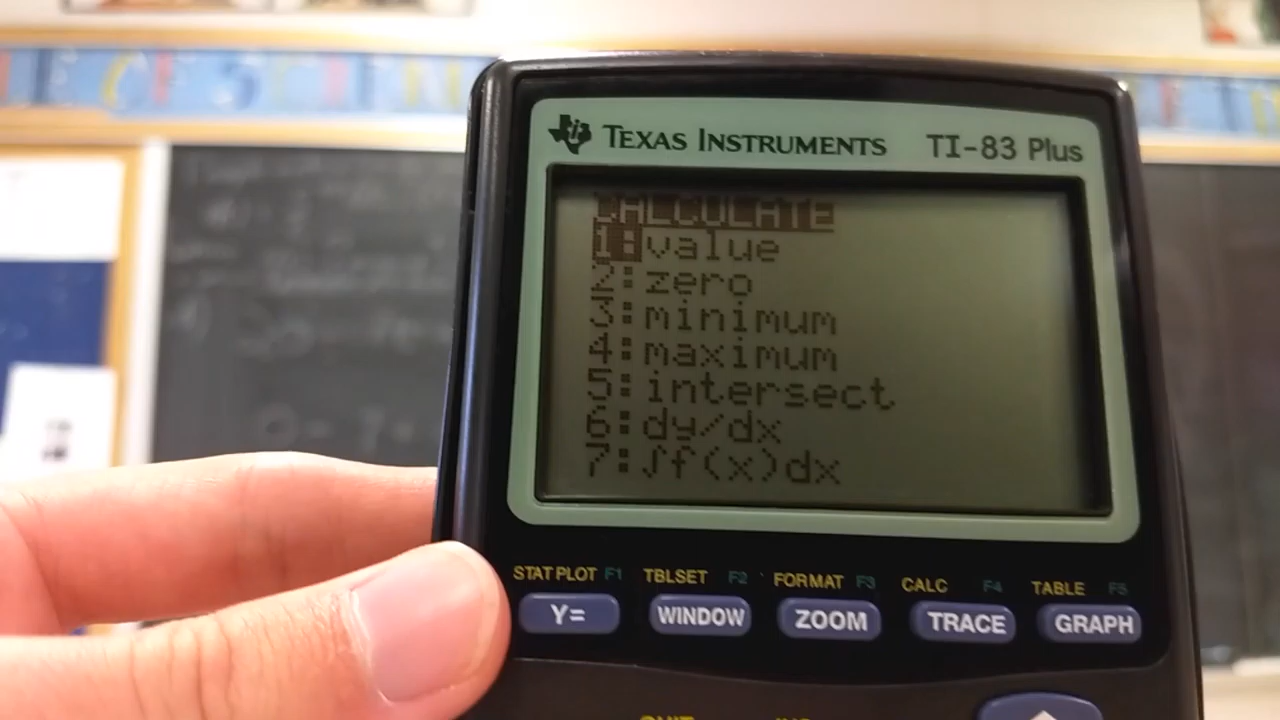 TEXAS INSTRUMENTS TI-83 Plus
CALCULATE
1:value
2:zero
3:minimum
4:maximum
5:intersect
6:dy/dx
7:∫f(x)dx
STAT PLOT F1 TBLSET F2 FORMAT F3 CALC F4 TABLE F5
Y= WINDOW ZOOM TRACE GRAPH